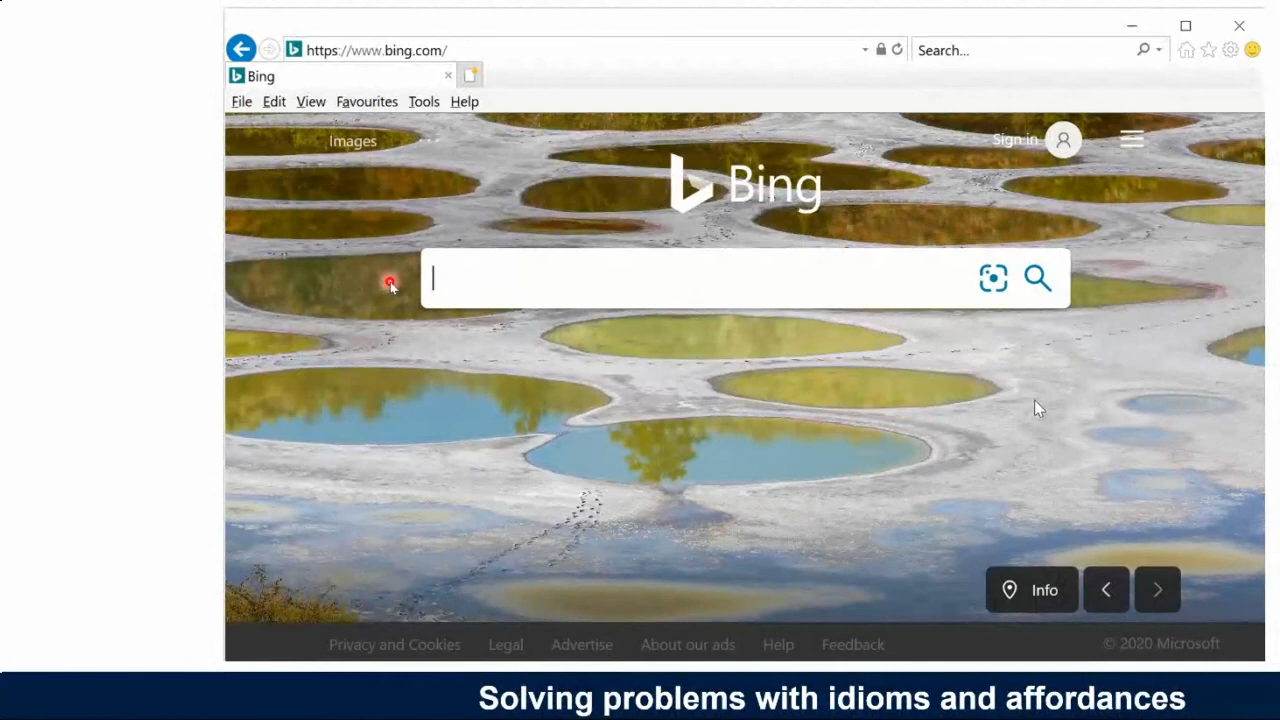 https://www.bing.com/
Search...
Bing
File Edit View Favourites Tools Help
Images
Sign in
Bing
Info
Privacy and Cookies Legal Advertise About our ads Help Feedback
© 2020 Microsoft
Solving problems with idioms and affordances